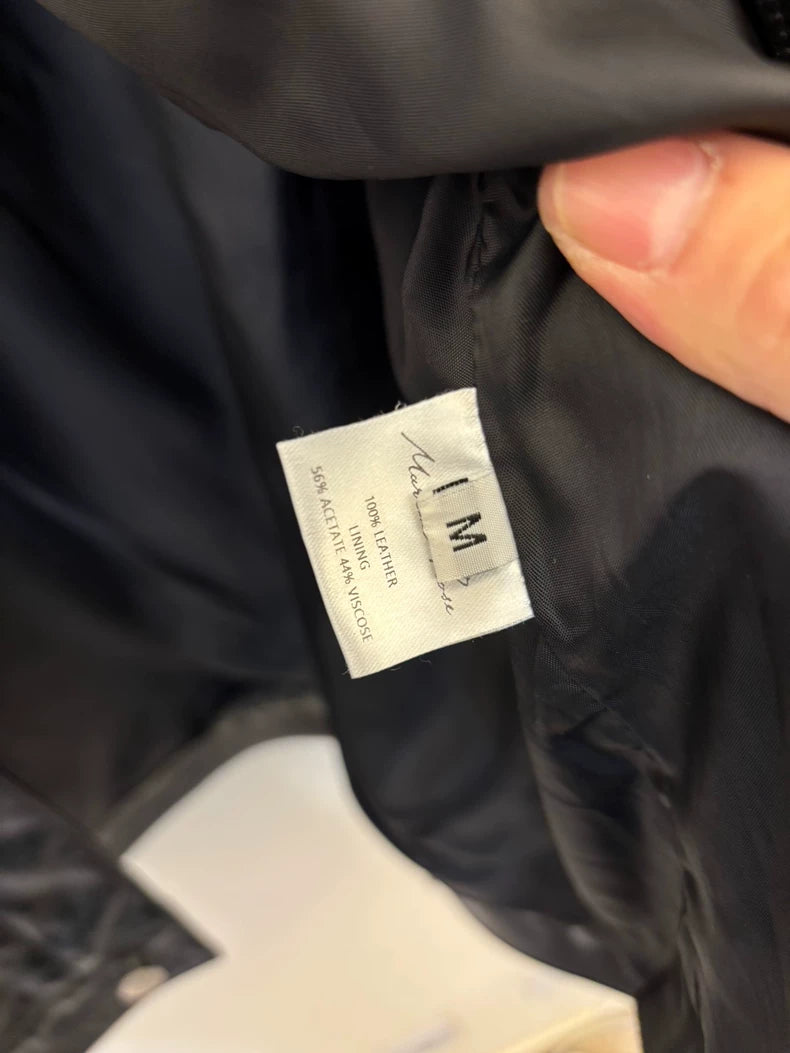 M
100% LEATHER
LINING
56% ACETATE 44% VISCOSE